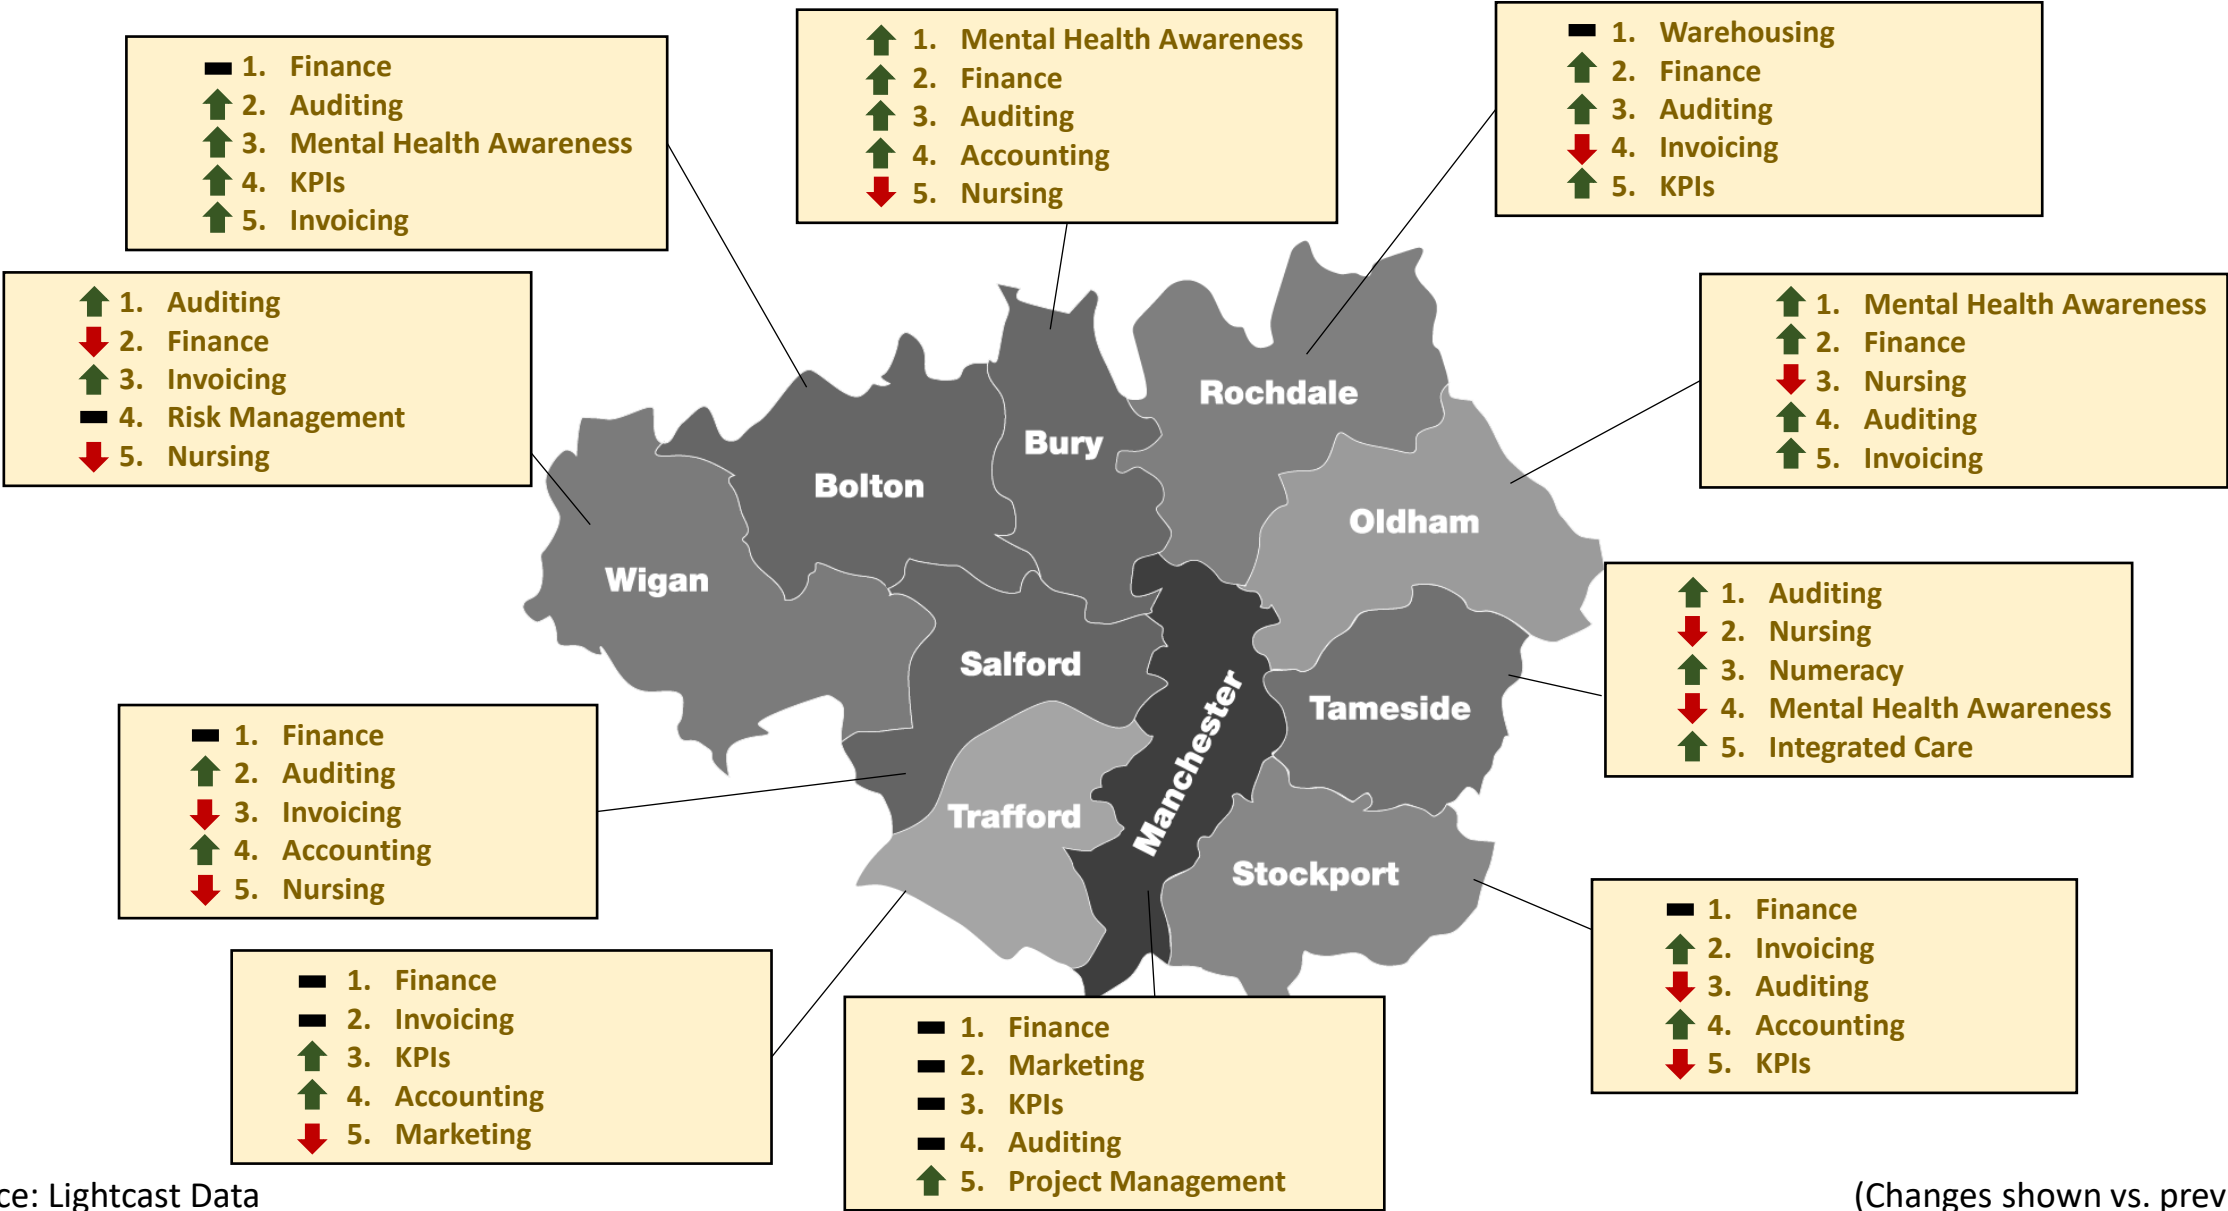 1. Finance
2. Auditing
3. Mental Health Awareness
4. KPIs
5. Invoicing
1. Mental Health Awareness
2. Finance
3. Auditing
4. Accounting
5. Nursing
1. Warehousing
2. Finance
3. Auditing
4. Invoicing
5. KPIs
1. Auditing
2. Finance
3. Invoicing
4. Risk Management
5. Nursing
1. Mental Health Awareness
2. Finance
3. Nursing
4. Auditing
5. Invoicing
Rochdale
Bury
Bolton
Oldham
Wigan
Salford
Tameside
Manchester
Trafford
Stockport
1. Auditing
2. Nursing
3. Numeracy
4. Mental Health Awareness
5. Integrated Care
1. Finance
2. Auditing
3. Invoicing
4. Accounting
5. Nursing
1. Finance
2. Invoicing
3. Auditing
4. Accounting
5. KPIs
1. Finance
2. Invoicing
3. KPIs
4. Accounting
5. Marketing
1. Finance
2. Marketing
3. KPIs
4. Auditing
5. Project Management
ce: Lightcast Data
(Changes shown vs. prev